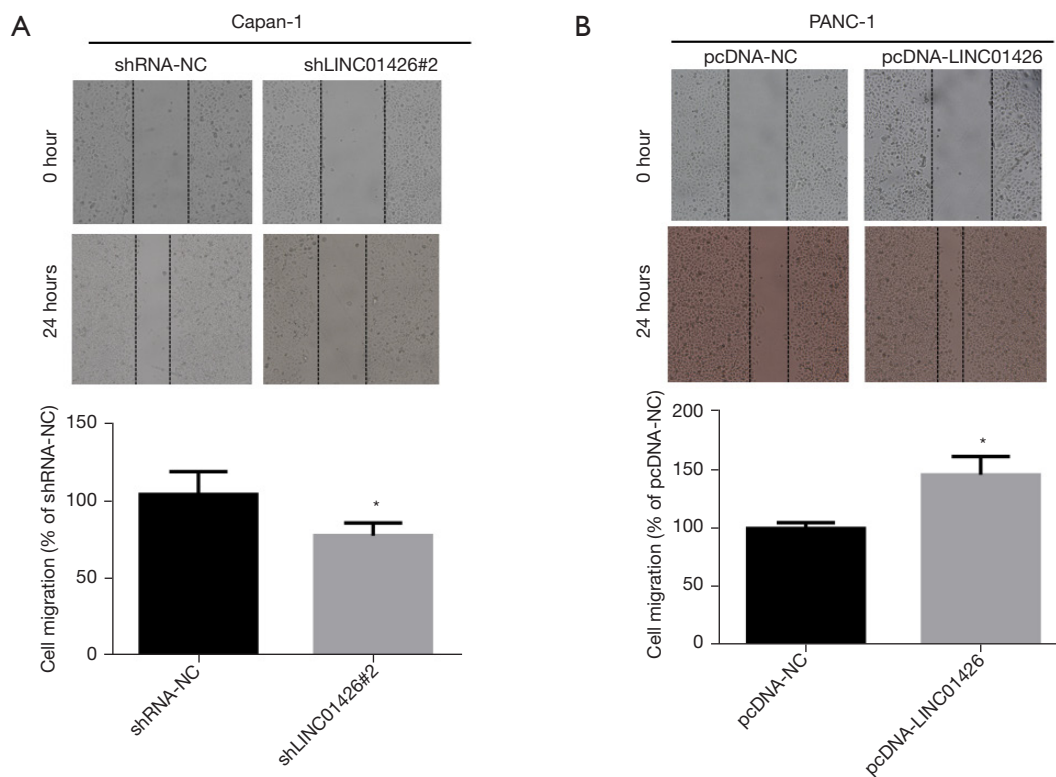 A
Capan-1
shRNA-NC
shLINC01426#2
0 hour
24 hours
Cell migration (% of shRNA-NC)
150
100
50
0
*
shRNA-NC
shLINC01426#2
B
PANC-1
pcDNA-NC
pcDNA-LINC01426
0 hour
24 hours
Cell migration (% of pcDNA-NC)
200
150
100
50
0
*
pcDNA-NC
pcDNA-LINC01426